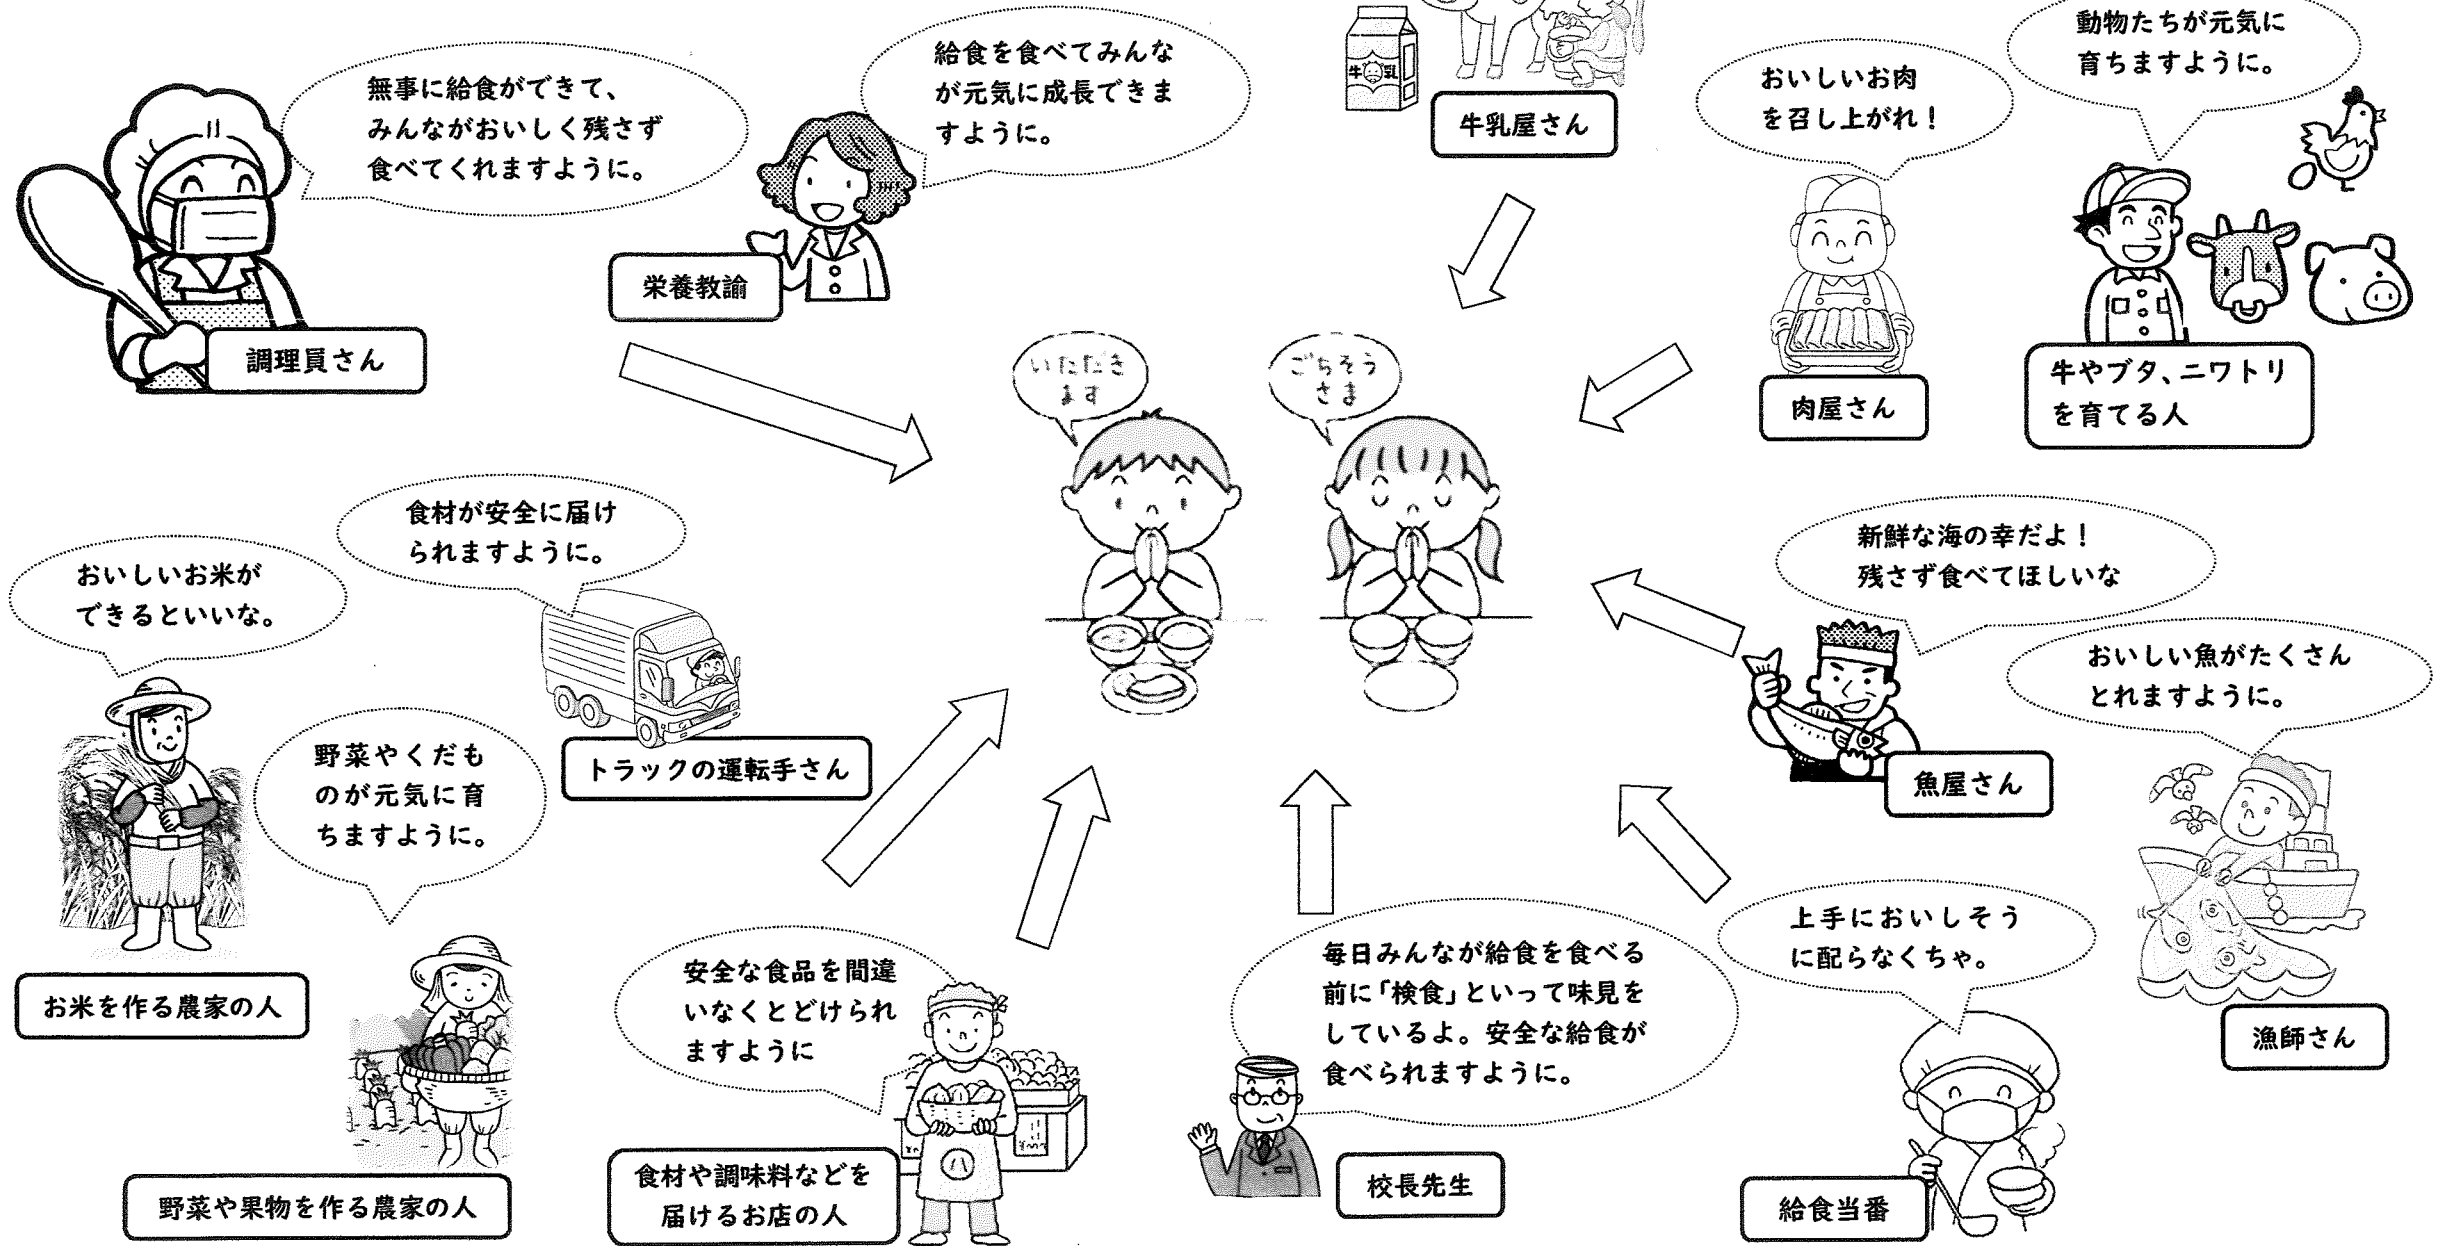 無事に給食ができて、
みんながおいしく残さず
食べてくれますように。
調理員さん
給食を食べてみんな
が元気に成長できま
すように。
栄養教諭
牛乳
牛乳屋さん
おいしいお肉
を召し上がれ！
肉屋さん
動物たちが元気に
育ちますように。
牛やブタ、ニワトリ
を育てる人
いただき
ます
ごちそう
さま
食材が安全に届け
られますように。
トラックの運転手さん
おいしいお米が
できるといいな。
お米を作る農家の人
野菜やくだも
のが元気に育
ちますように。
野菜や果物を作る農家の人
新鮮な海の幸だよ！
残さず食べてほしいな
魚屋さん
おいしい魚がたくさん
とれますように。
漁師さん
安全な食品を間違
いなくとどけられ
ますように
八
食材や調味料などを
届けるお店の人
毎日みんなが給食を食べる
前に「検食」といって味見を
しているよ。安全な給食が
食べられますように。
校長先生
上手においしそう
に配らなくちゃ。
給食当番